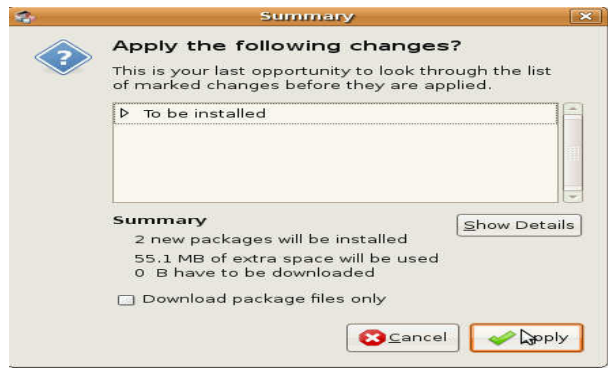 Summary
Apply the following changes?
This is your last opportunity to look through the list
of marked changes before they are applied.
To be installed
Summary
Show Details
2 new packages will be installed
55.1 MB of extra space will be used
0 B have to be downloaded
Download package files only
Cancel
Apply